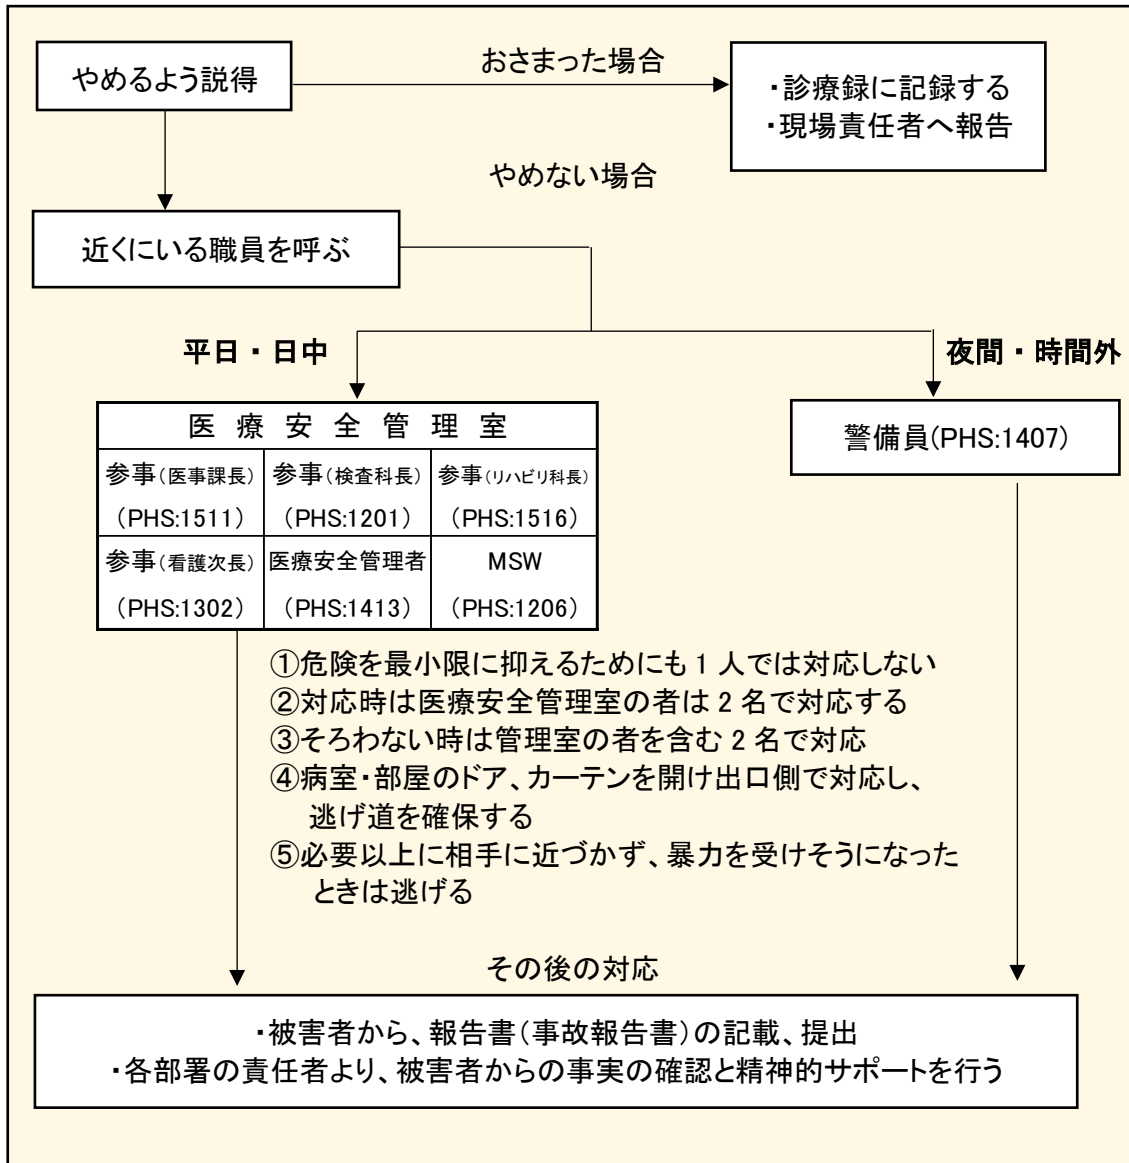 やめるよう説得
おさまった場合
・診療録に記録する
・現場責任者へ報告
やめない場合
近くにいる職員を呼ぶ
平日・日中
夜間・時間外
医療安全管理室
参事(医事課長) 参事(検査科長) 参事(リハビリ科長)
(PHS:1511) (PHS:1201) (PHS:1516)
参事(看護次長) 医療安全管理者 MSW
(PHS:1302) (PHS:1413) (PHS:1206)
警備員(PHS:1407)
①危険を最小限に抑えるためにも 1 人では対応しない
②対応時は医療安全管理室の者は 2 名で対応する
③そろわない時は管理室の者を含む 2 名で対応
④病室・部屋のドア、カーテンを開け出口側で対応し、
逃げ道を確保する
⑤必要以上に相手に近づかず、暴力を受けそうになった
ときは逃げる
その後の対応
・被害者から、報告書(事故報告書)の記載、提出
・各部署の責任者より、被害者からの事実の確認と精神的サポートを行う